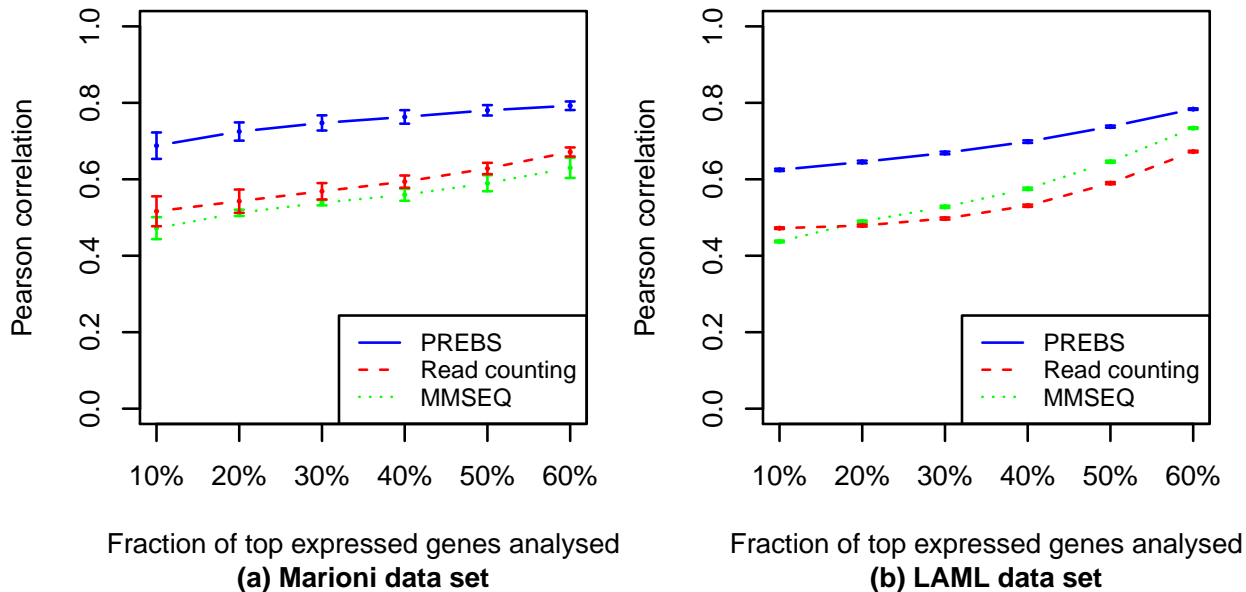 Pearson correlation
1.0
0.8
0.6
0.4
0.2
0.0
PREBS
Read counting
MMSEQ
10% 20% 30% 40% 50% 60%
Fraction of top expressed genes analysed
(a) Marioni data set
Pearson correlation
1.0
0.8
0.6
0.4
0.2
0.0
PREBS
Read counting
MMSEQ
10% 20% 30% 40% 50% 60%
Fraction of top expressed genes analysed
(b) LAML data set